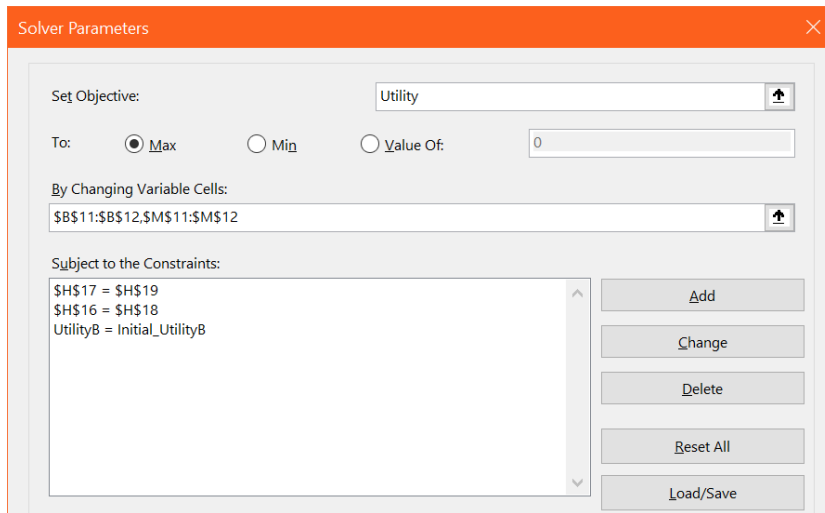 Solver Parameters
Set Objective:
Utility
To:
Max
Min
Value Of:
0
By Changing Variable Cells:
$B$11:$B$12,$M$11:$M$12
Subject to the Constraints:
$H$17 = $H$19
$H$16 = $H$18
UtilityB = Initial_UtilityB
Add
Change
Delete
Reset All
Load/Save